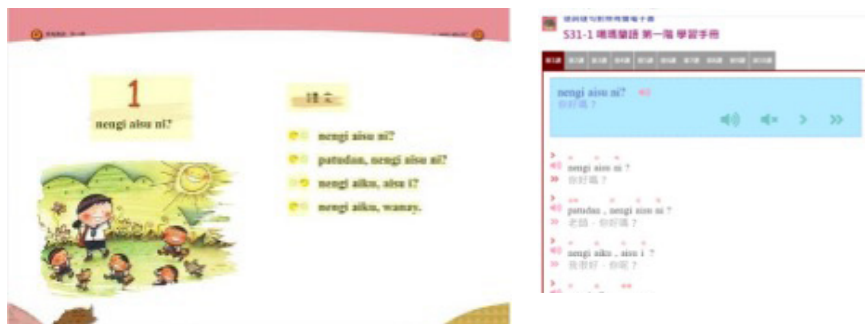 1
nengi aisu ni?
課文
nengi aisu ni?
patudan, nengi aisu ni?
nengi aiku, aisu i?
nengi aiku, wanay.
S31-1 噶瑪蘭語 第一階 學習手冊
nengi aisu ni?
你好嗎?
nengi aisu ni ?
你好嗎?
patudan , nengi aisu ni ?
老師,你好嗎?
nengi aiku , aisu i ?
我很好,你呢?